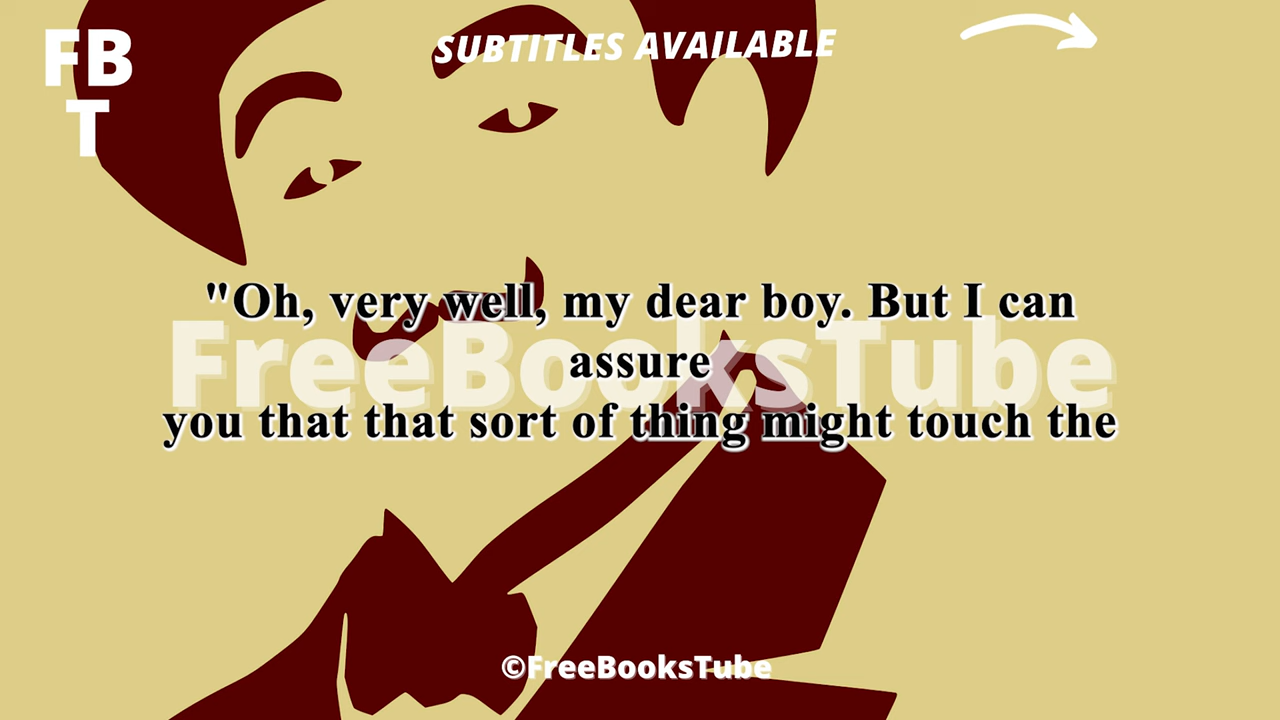 FB
T
SUBTITLES AVAILABLE
"Oh, very well, my dear boy. But I can
assure
you that that sort of thing might touch the
FreeBooksTube
©FreeBooksTube